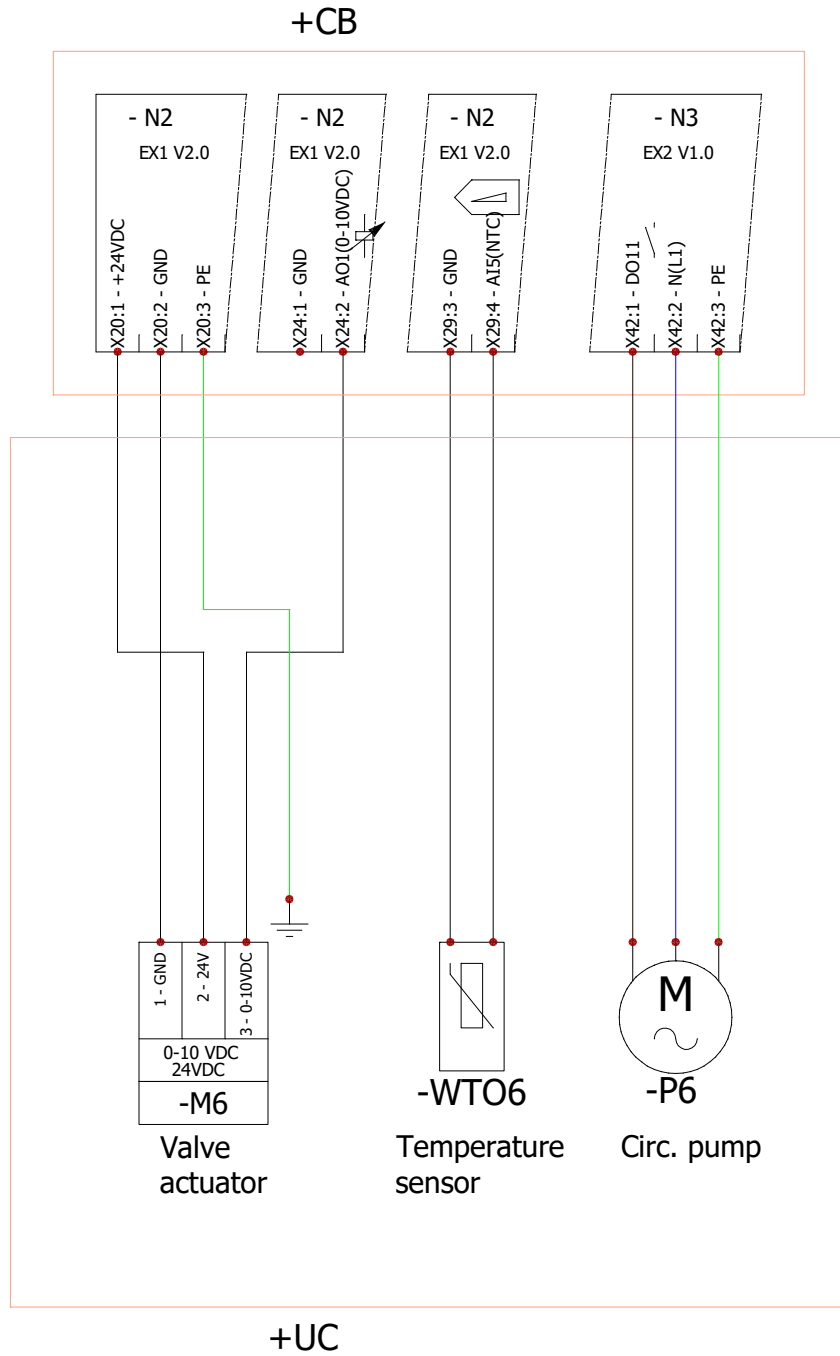 +CB
- N2
EX1 V2.0
X20:1 - +24VDC
X20:2 - GND
X20:3 - PE
- N2
EX1 V2.0
X24:1 - GND
X24:2 - AO1(0-10VDC)
- N2
EX1 V2.0
X29:3 - GND
X29:4 - AI5(NTC)
- N3
EX2 V1.0
X42:1 - DO11
X42:2 - N(L1)
X42:3 - PE
1 - GND
2 - 24V
3 - 0-10VDC
0-10 VDC
24VDC
-M6
Valve
actuator
-WTO6
Temperature
sensor
M
-P6
Circ. pump
+UC